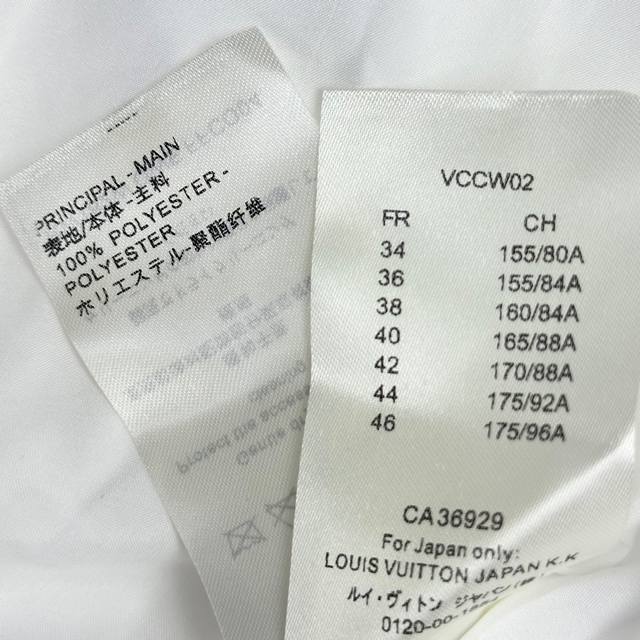 PRINCIPAL - MAIN
表地/本体-主料
100% POLYESTER -
POLYESTER
ポリエステル-聚酯纤维
VCCW02
FR CH
34 155/80A
36 155/84A
38 160/84A
40 165/88A
42 170/88A
44 175/92A
46 175/96A
CA36929
For Japan only:
LOUIS VUITTON JAPAN K.K
ルイ・ヴィトン
0120-00-